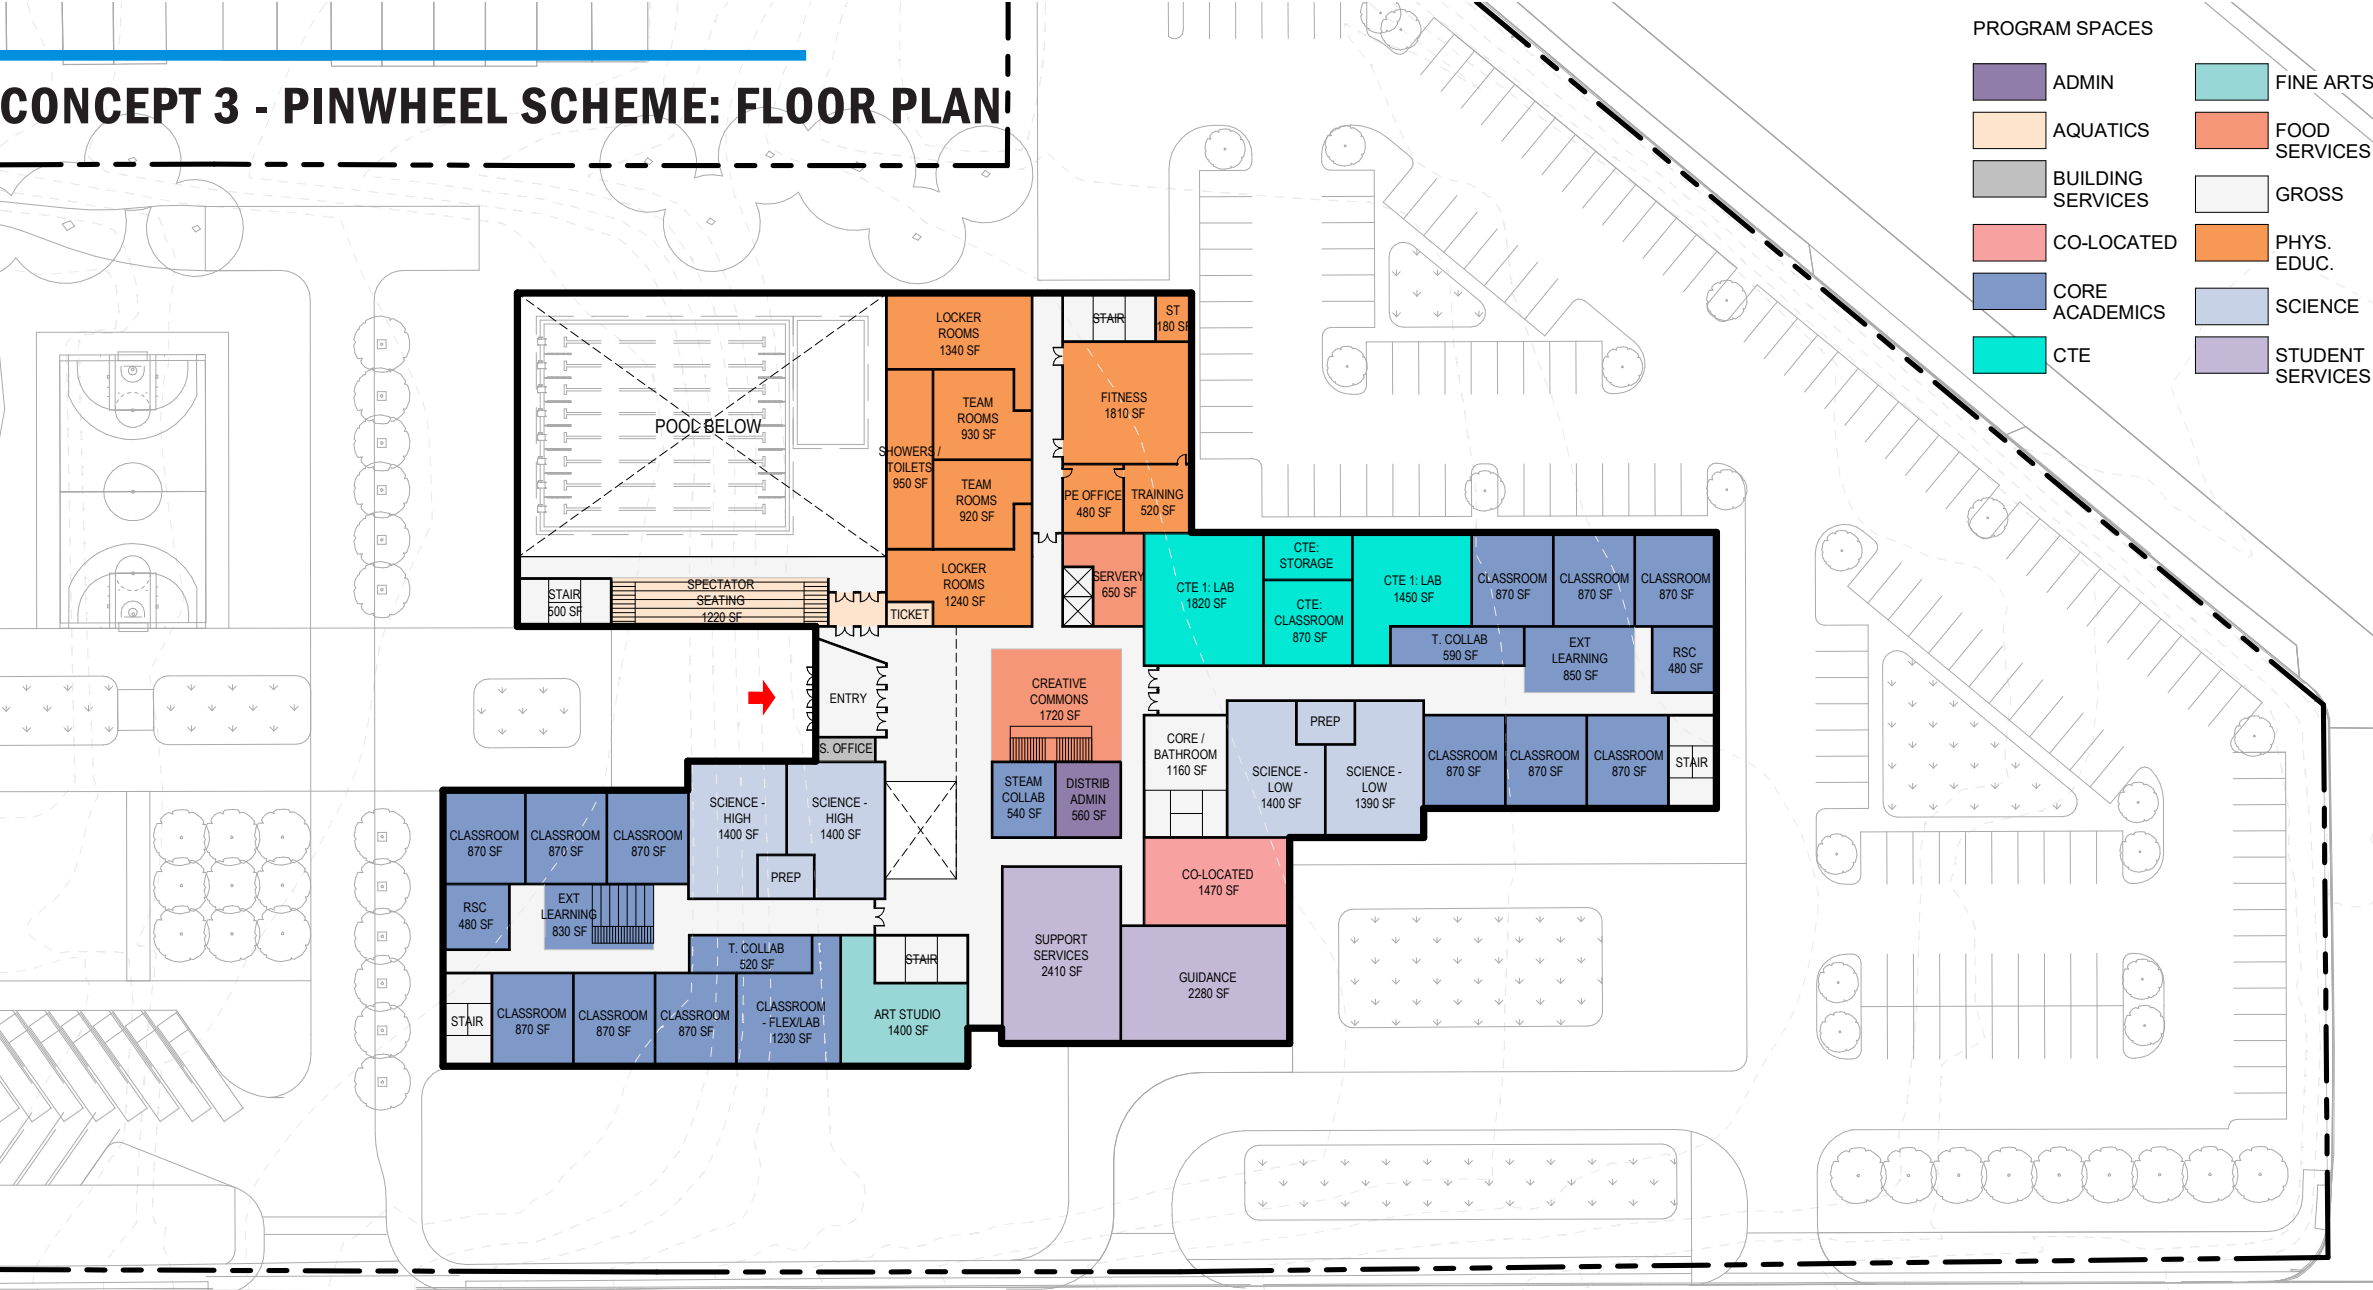 CONCEPT 3 - PINWHEEL SCHEME: FLOOR PLAN
PROGRAM SPACES
ADMIN
AQUATICS
BUILDING
SERVICES
CO-LOCATED
CORE
ACADEMICS
CTE
FINE ARTS
FOOD
SERVICES
GROSS
PHYS.
EDUC.
SCIENCE
STUDENT
SERVICES
POOL BELOW
LOCKER
ROOMS
1340 SF
STAIR
ST
180 SF
FITNESS
1810 SF
TEAM
ROOMS
930 SF
SHOWERS /
TOILETS
950 SF
TEAM
ROOMS
920 SF
PE OFFICE
480 SF
TRAINING
520 SF
LOCKER
ROOMS
1240 SF
STAIR
500 SF
SPECTATOR
SEATING
1220 SF
TICKET
SERVERY
650 SF
CTE 1: LAB
1820 SF
CTE:
STORAGE
CTE:
CLASSROOM
870 SF
CTE 1: LAB
1450 SF
CLASSROOM
870 SF
CLASSROOM
870 SF
CLASSROOM
870 SF
T. COLLAB
590 SF
EXT
LEARNING
850 SF
RSC
480 SF
ENTRY
S. OFFICE
CREATIVE
COMMONS
1720 SF
STEAM
COLLAB
540 SF
DISTRIB
ADMIN
560 SF
CORE /
BATHROOM
1160 SF
PREP
SCIENCE -
LOW
1400 SF
SCIENCE -
LOW
1390 SF
CLASSROOM
870 SF
CLASSROOM
870 SF
CLASSROOM
870 SF
STAIR
CLASSROOM
870 SF
CLASSROOM
870 SF
CLASSROOM
870 SF
SCIENCE -
HIGH
1400 SF
SCIENCE -
HIGH
1400 SF
PREP
RSC
480 SF
EXT
LEARNING
830 SF
T. COLLAB
520 SF
STAIR
STAIR
CLASSROOM
870 SF
CLASSROOM
870 SF
CLASSROOM
870 SF
CLASSROOM
- FLEX/LAB
1230 SF
ART STUDIO
1400 SF
SUPPORT
SERVICES
2410 SF
CO-LOCATED
1470 SF
GUIDANCE
2280 SF